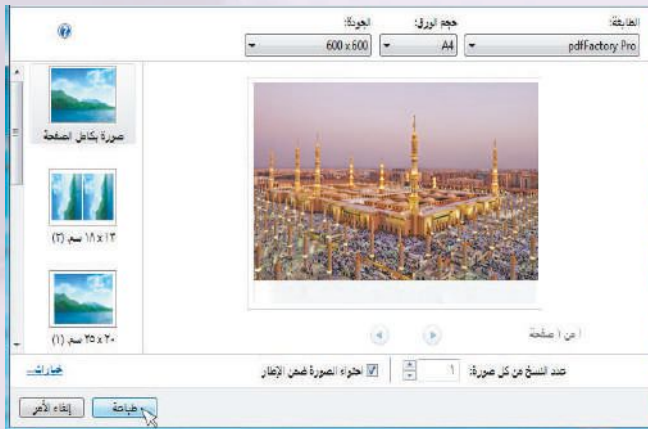 الطابعة: حجم الورق: الجودة:
pdfFactory Pro A4 600 x 600
صورة بكامل الصفحة
١٣ x ١٨ سم. (٢)
٢٠ x ٢٥ سم. (١)
١ من ١ صفحة
عدد النسخ من كل صورة: ١ احتواء الصورة ضمن الإطار خيارات...
طباعة إلغاء الأمر